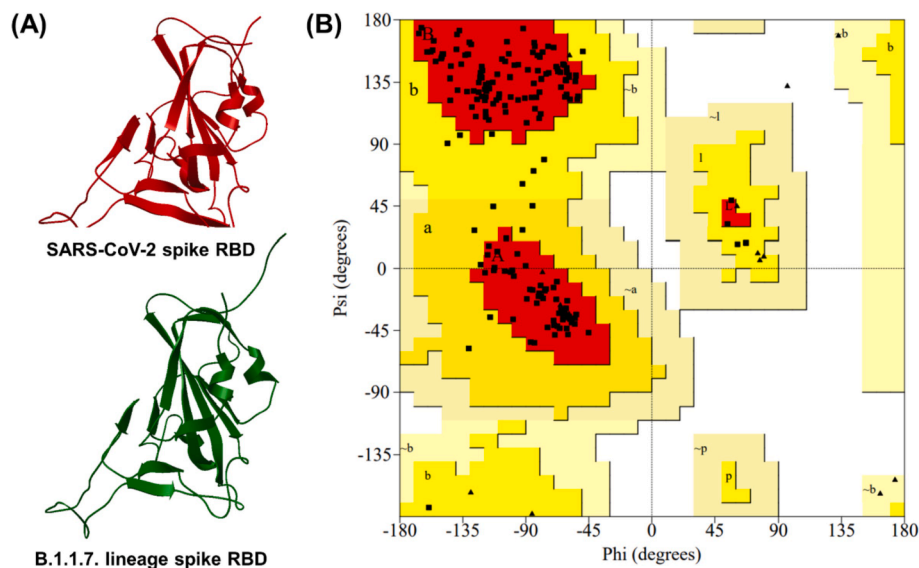 (A)
SARS-CoV-2 spike RBD
B.1.1.7. lineage spike RBD
(B)
Psi (degrees)
180
135
90
45
0
-45
-90
-135
B
b
~b
b
b
~l
l
L
a
A
~a
~b
b
~p
p
~b
-180
-135
-90
-45
0
45
90
135
180
Phi (degrees)